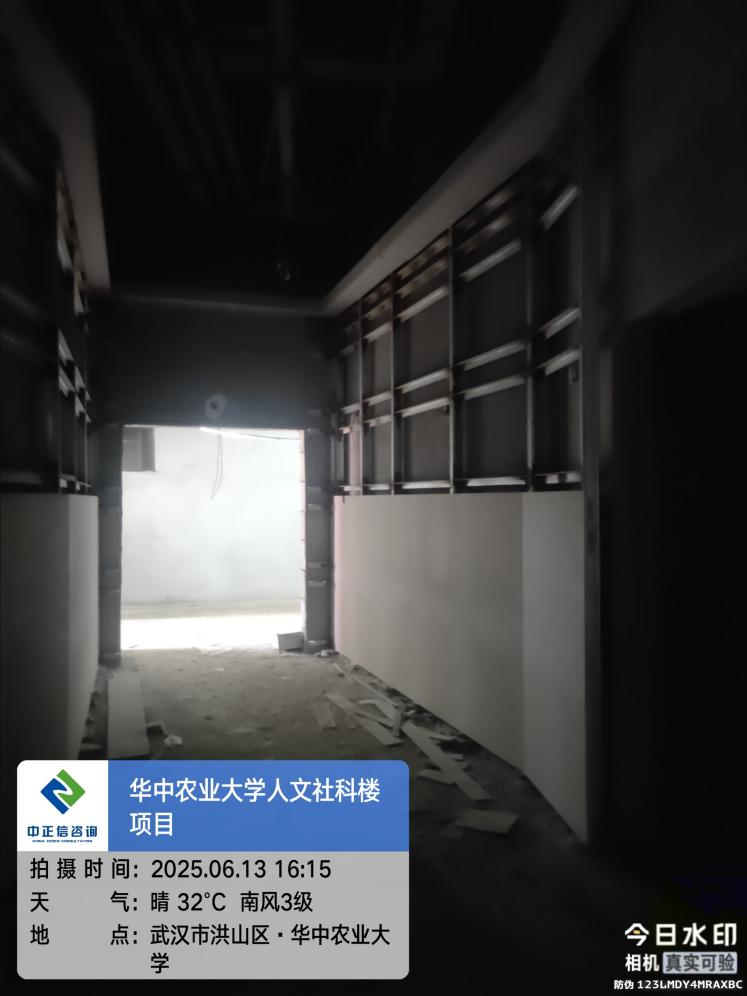 华中农业大学人文社科楼
项目
中正信咨询
CHINA ZEXIN CONSULTATION
拍摄时间：2025.06.13 16:15
天气：晴 32℃ 南风3级
地点：武汉市洪山区·华中农业大
学
今日水印
相机 真实可验
防伪 123LMDY4MRAXBC